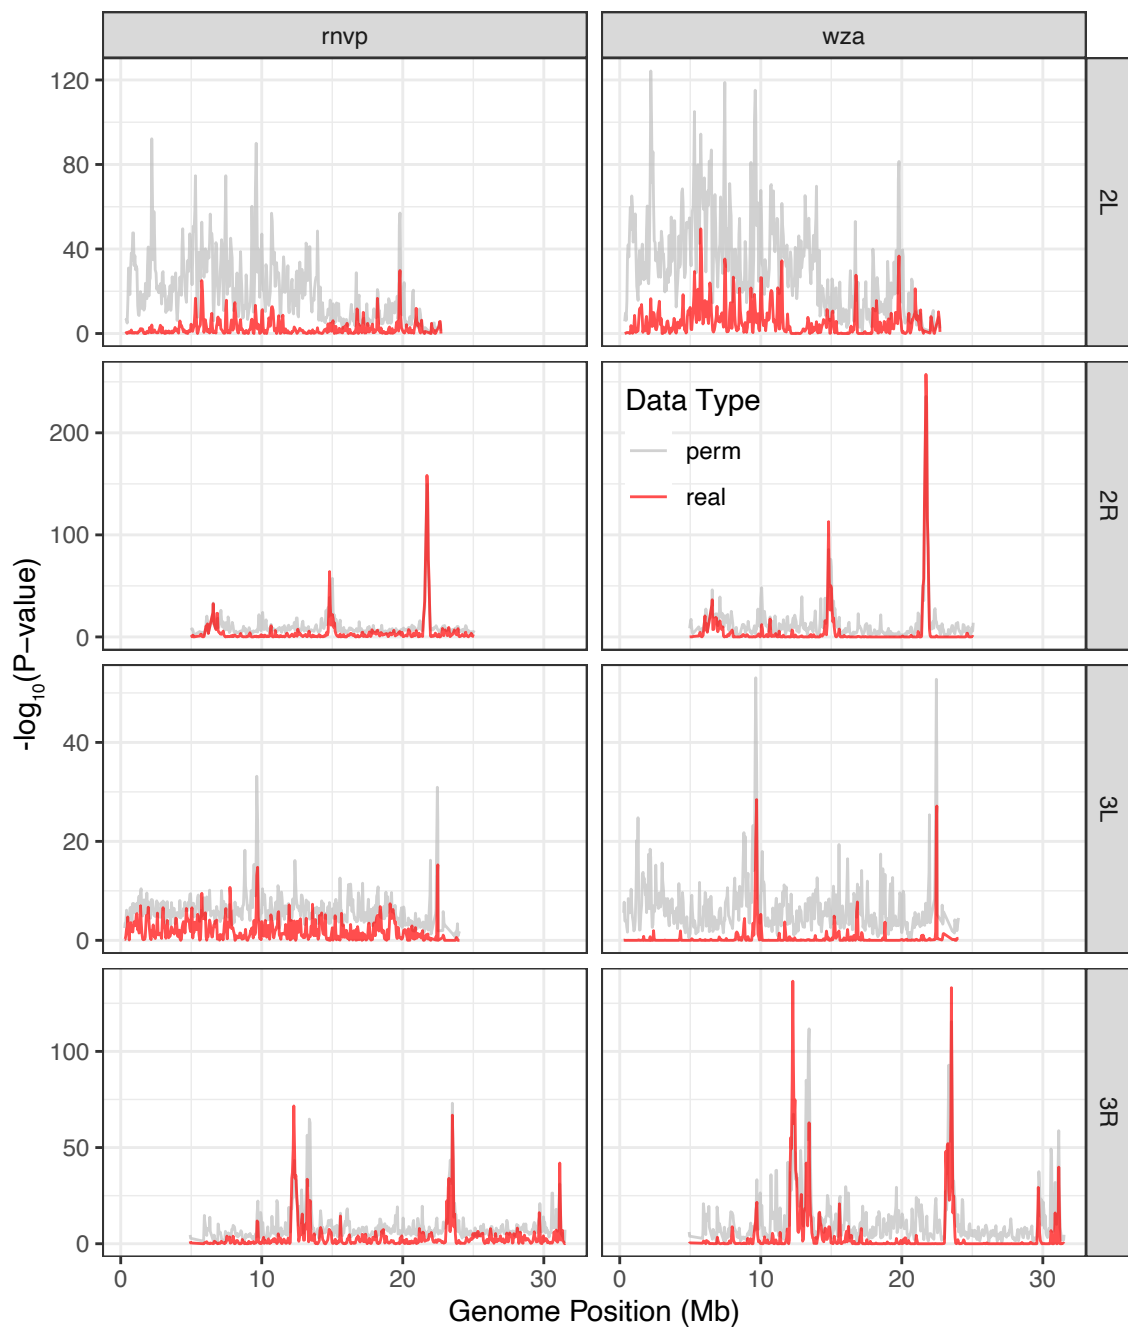 rnvp wza
120
80
40
0
2L
200
100
0
Data Type
perm
real
2R
-log10(P−value)
40
20
0
3L
100
50
0
3R
0 10 20 30 0 10 20 30
Genome Position (Mb)